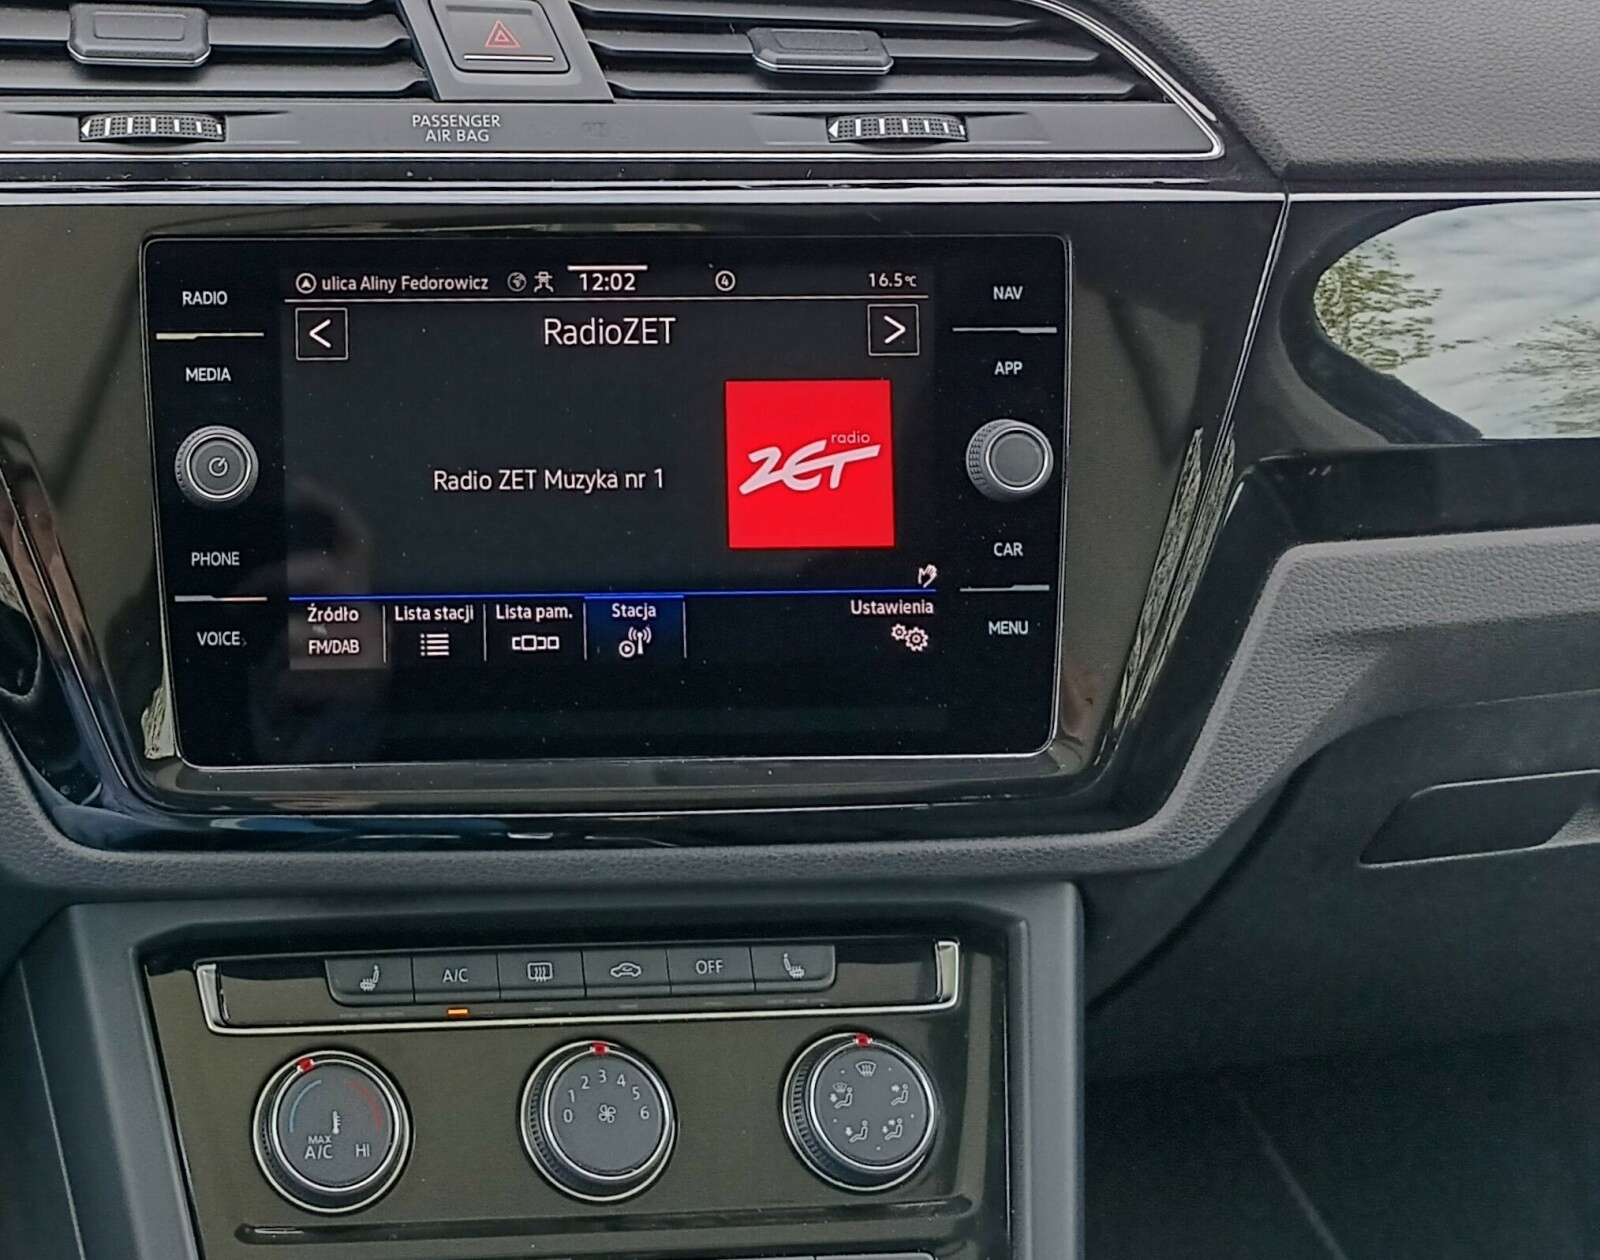 PASSENGER
AIR BAG
RADIO
MEDIA
PHONE
VOICE
ulica Aliny Fedorowicz 12:02 4 16.5°C
< RadioZET >
Radio ZET Muzyka nr 1
radio
ZET
Źródło Lista stacji Lista pam. Stacja Ustawienia
FM/DAB
NAV
APP
CAR
MENU
A/C OFF
MAX
A/C HI
0 1 2 3 4 5 6